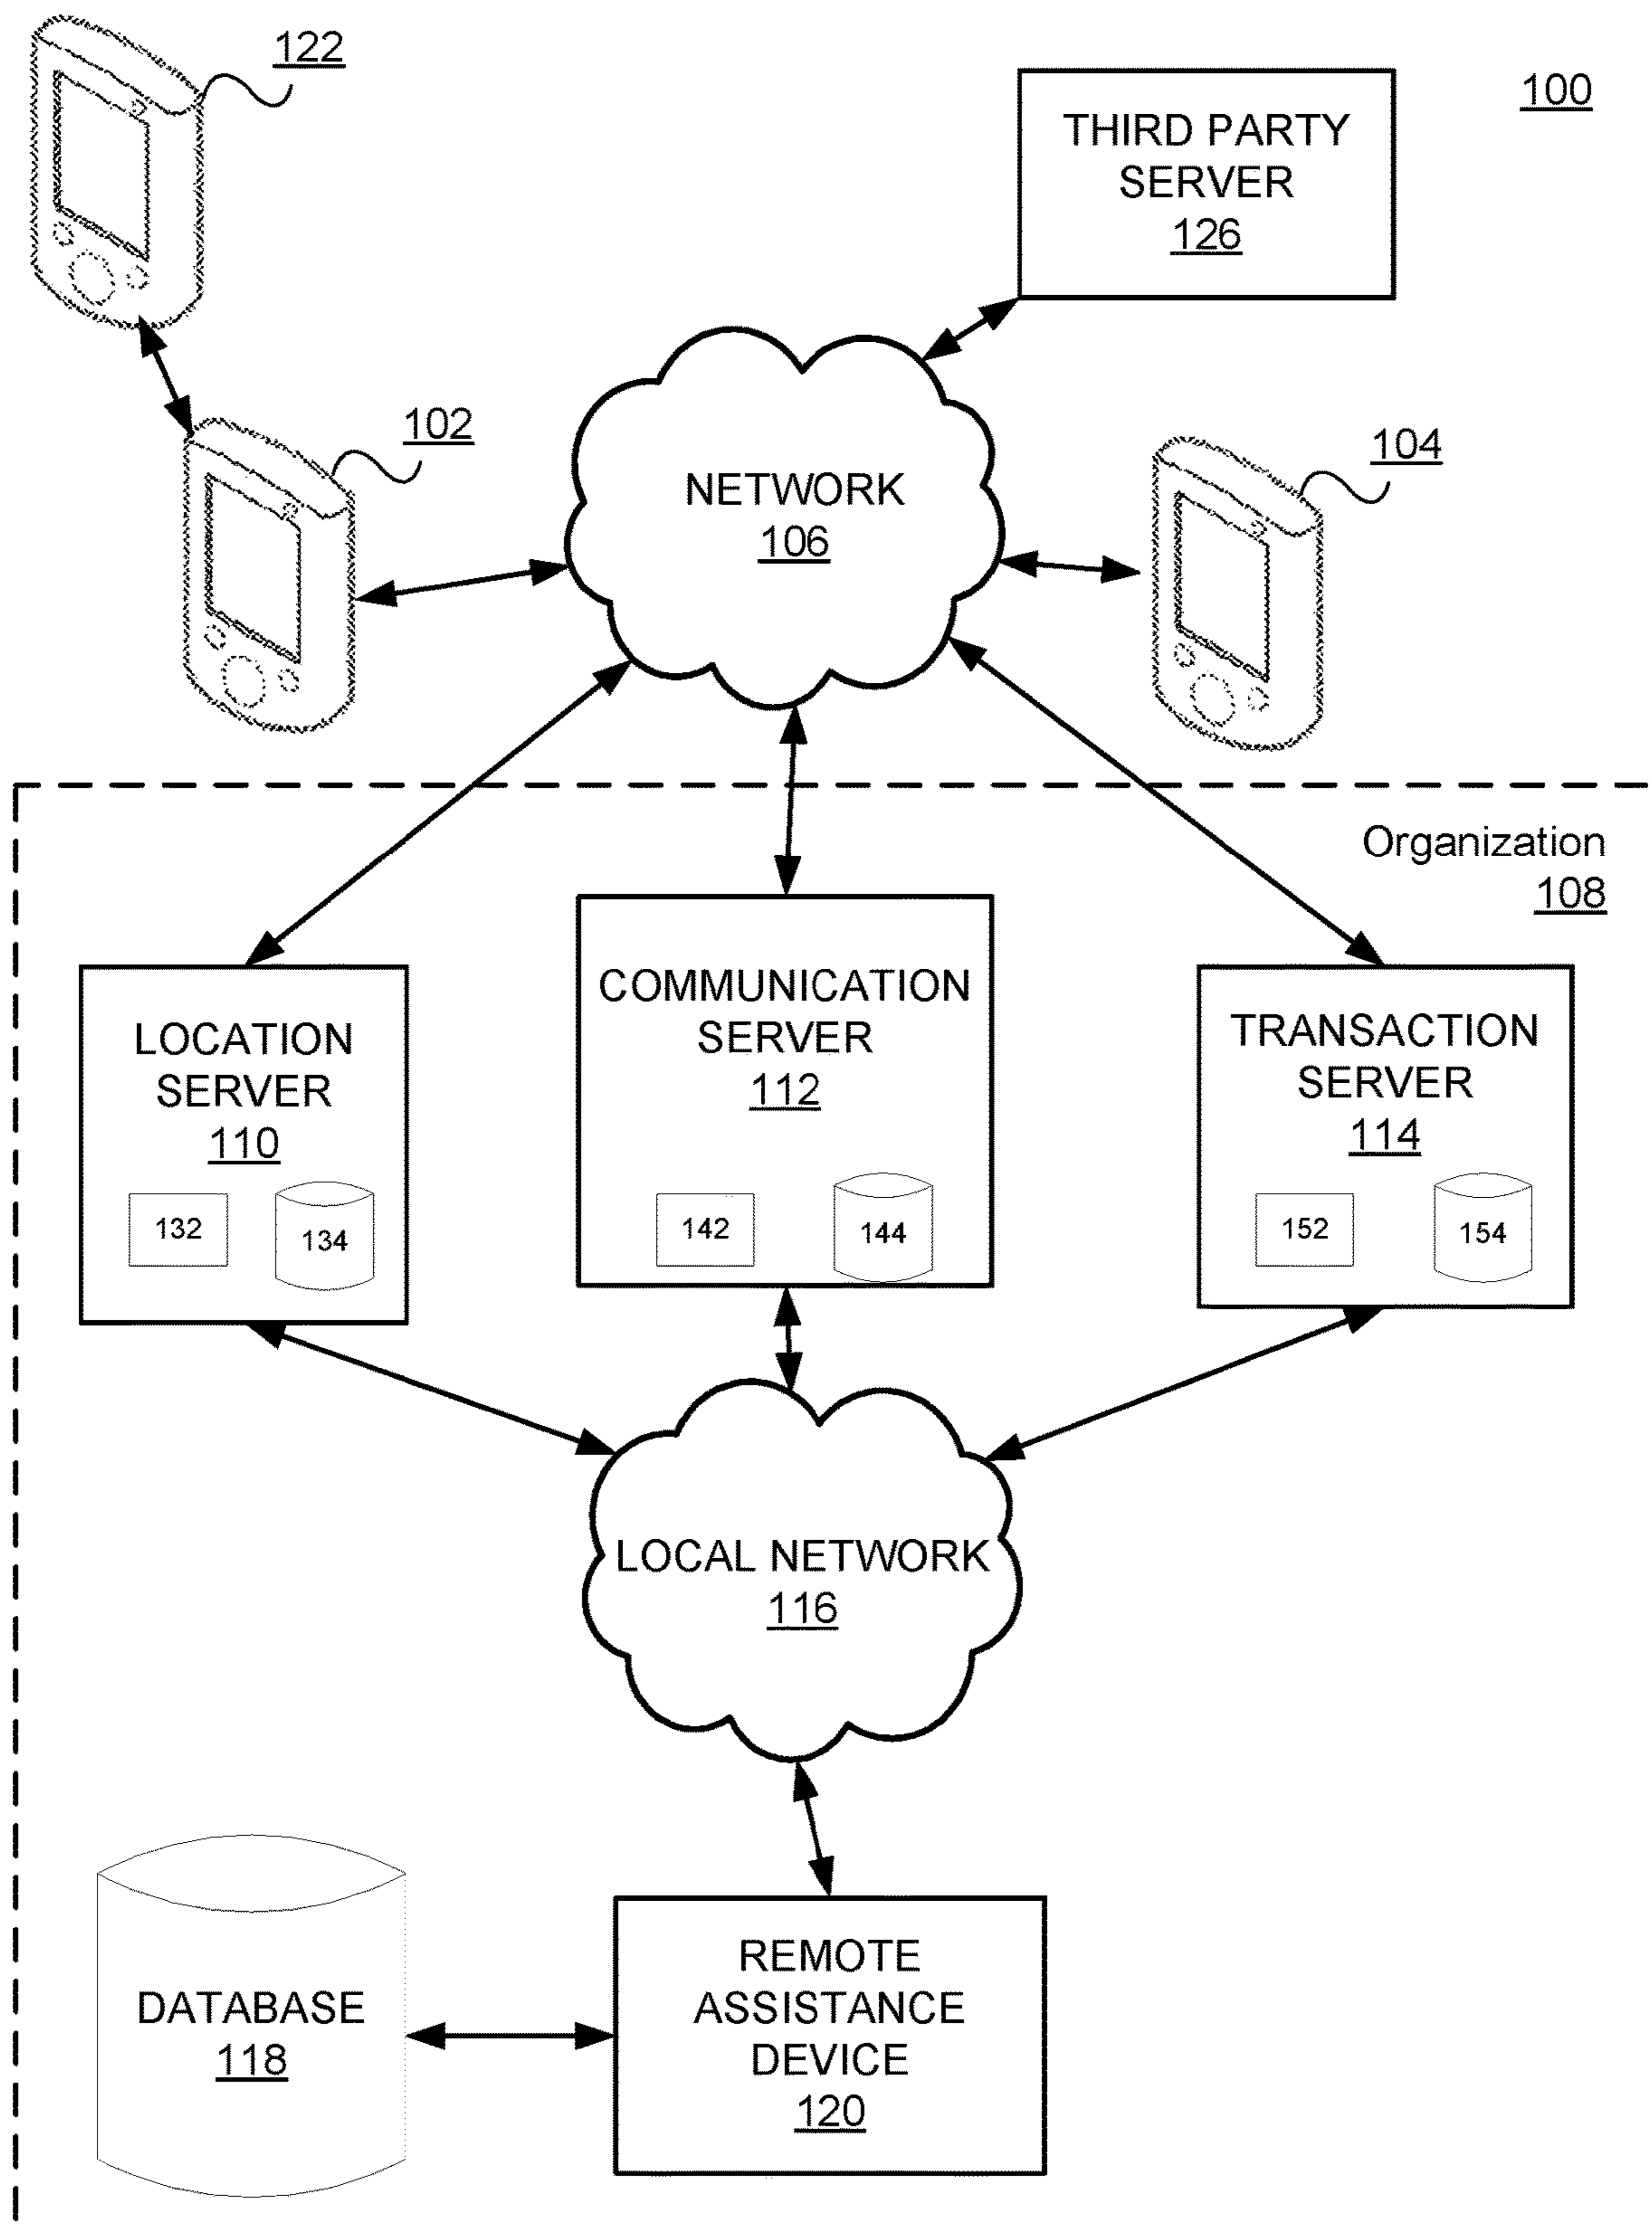 122
100
THIRD PARTY
SERVER
126
102
104
NETWORK
106
Organization
108
LOCATION
SERVER
110
132
134
COMMUNICATION
SERVER
112
142
144
TRANSACTION
SERVER
114
152
154
LOCAL NETWORK
116
DATABASE
118
REMOTE
ASSISTANCE
DEVICE
120